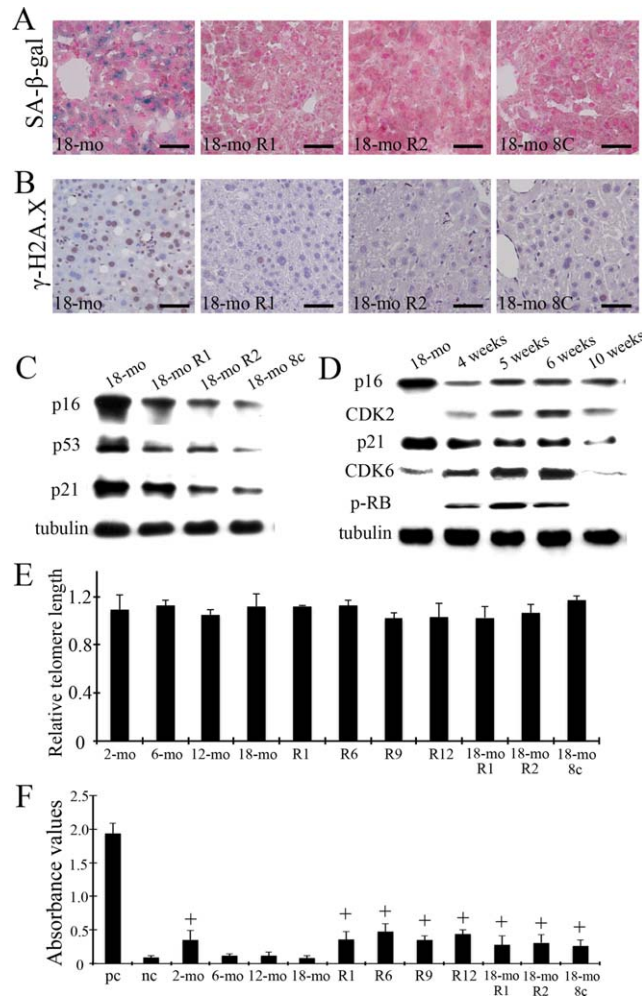 A
SA-β-gal
18-mo
18-mo R1
18-mo R2
18-mo 8C
B
γ-H2A.X
18-mo
18-mo R1
18-mo R2
18-mo 8C
C
18-mo
18-mo R1
18-mo R2
18-mo 8c
p16
p53
p21
tubulin
D
18-mo
4 weeks
5 weeks
6 weeks
10 weeks
p16
CDK2
p21
CDK6
p-RB
tubulin
E
Relative telomere length
1.2
0.8
0.4
0
2-mo 6-mo 12-mo 18-mo R1 R6 R9 R12 18-mo R1 18-mo R2 18-mo 8c
F
Absorbance values
2.5
2.0
1.5
1.0
0.5
0
+ + + + + + + +
pc nc 2-mo 6-mo 12-mo 18-mo R1 R6 R9 R12 18-mo R1 18-mo R2 18-mo 8c